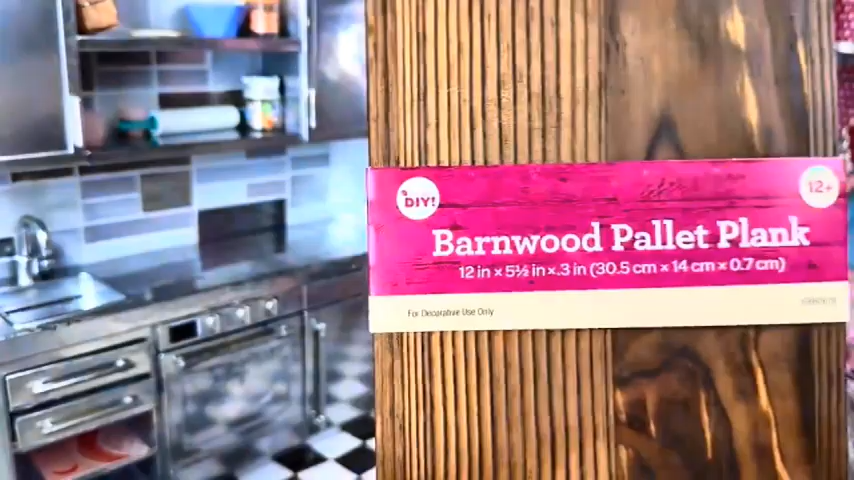 DIY!
12+
Barnwood Pallet Plank
12 in x 5½ in x .3 in (30.5 cm x 14 cm x 0.7 cm)
For Decorative Use Only